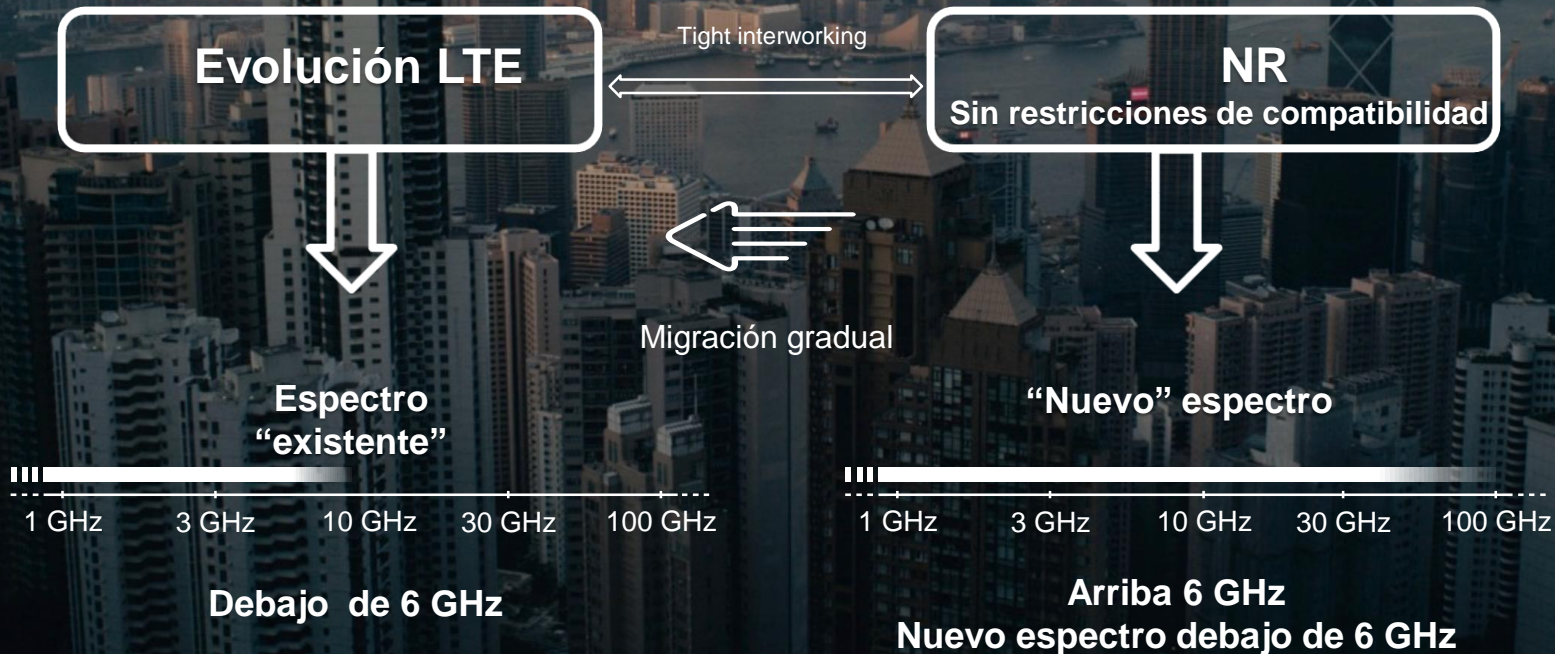 Evolución LTE
Tight interworking
NR
Sin restricciones de compatibilidad
Migración gradual
Espectro
“existente”
1 GHz 3 GHz 10 GHz 30 GHz 100 GHz
Debajo de 6 GHz
“Nuevo” espectro
1 GHz 3 GHz 10 GHz 30 GHz 100 GHz
Arriba 6 GHz
Nuevo espectro debajo de 6 GHz